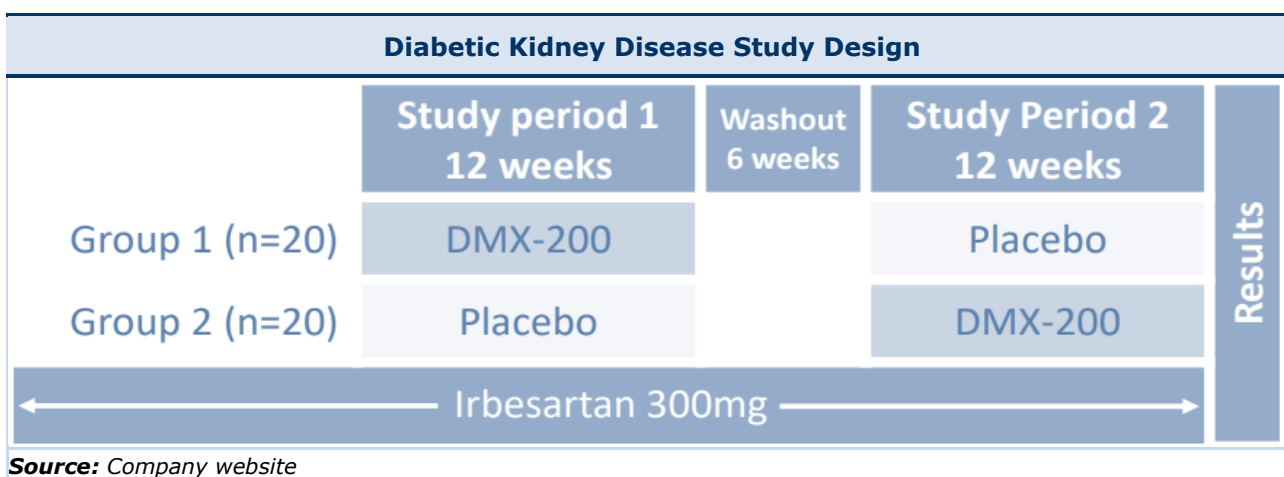 Diabetic Kidney Disease Study Design
Study period 1
12 weeks
Washout
6 weeks
Study Period 2
12 weeks
Results
Group 1 (n=20)
DMX-200
Placebo
Group 2 (n=20)
Placebo
DMX-200
Irbesartan 300mg
Source: Company website